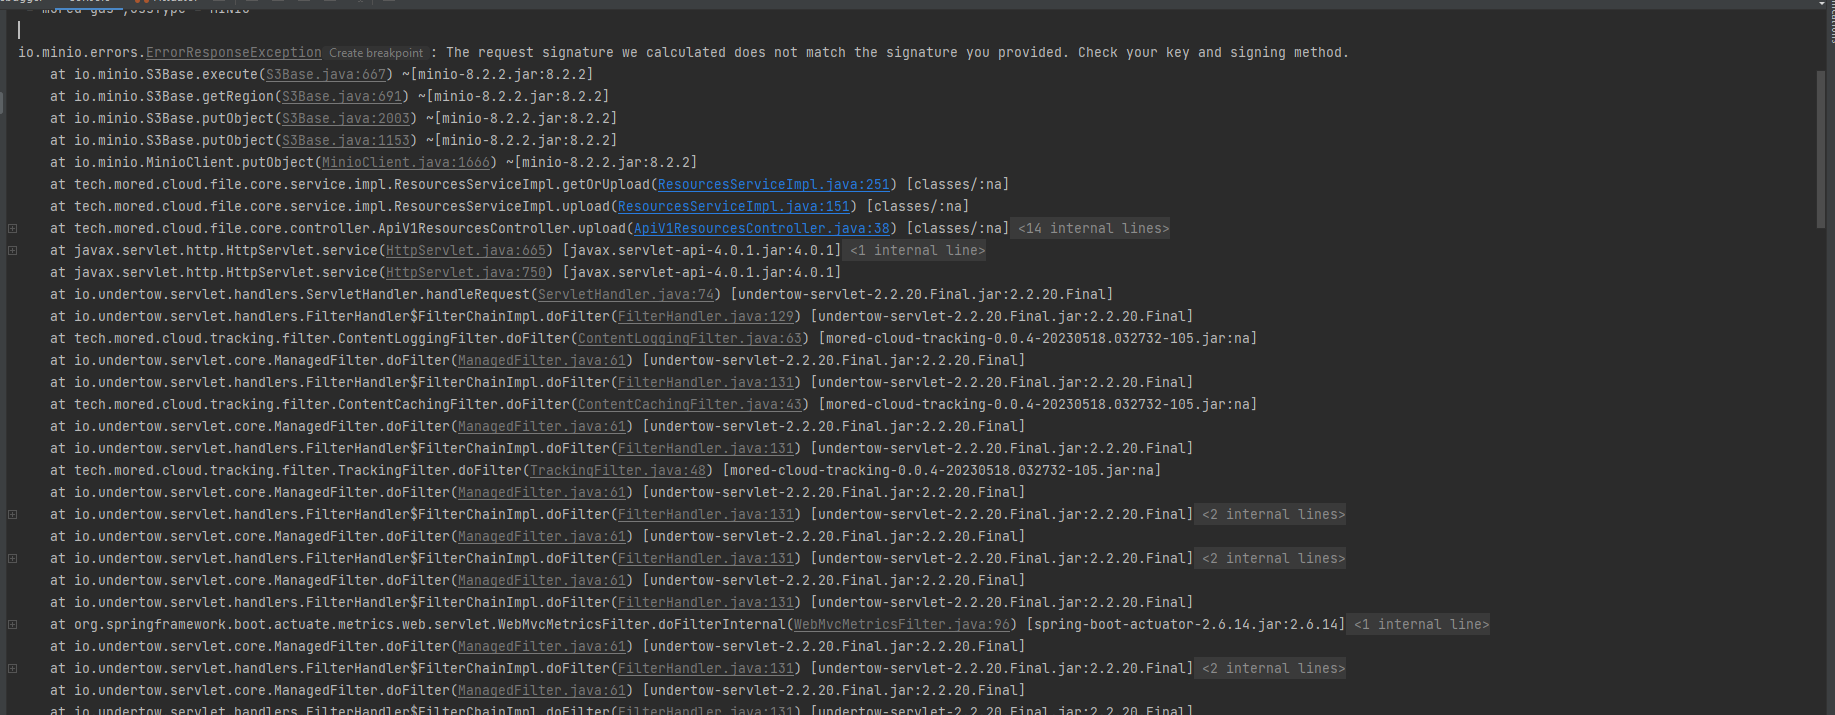 io.minio.errors.ErrorResponseException Create breakpoint : The request signature we calculated does not match the signature you provided. Check your key and signing method.
at io.minio.S3Base.execute(S3Base.java:667) ~[minio-8.2.2.jar:8.2.2]
at io.minio.S3Base.getRegion(S3Base.java:691) ~[minio-8.2.2.jar:8.2.2]
at io.minio.S3Base.putObject(S3Base.java:2003) ~[minio-8.2.2.jar:8.2.2]
at io.minio.S3Base.putObject(S3Base.java:1153) ~[minio-8.2.2.jar:8.2.2]
at io.minio.MinioClient.putObject(MinioClient.java:1666) ~[minio-8.2.2.jar:8.2.2]
at tech.mored.cloud.file.core.service.impl.ResourcesServiceImpl.getOrUpload(ResourcesServiceImpl.java:251) [classes/:na]
at tech.mored.cloud.file.core.service.impl.ResourcesServiceImpl.upload(ResourcesServiceImpl.java:151) [classes/:na]
at tech.mored.cloud.file.core.controller.ApiV1ResourcesController.upload(ApiV1ResourcesController.java:38) [classes/:na] <14 internal lines>
at javax.servlet.http.HttpServlet.service(HttpServlet.java:665) [javax.servlet-api-4.0.1.jar:4.0.1] <1 internal line>
at javax.servlet.http.HttpServlet.service(HttpServlet.java:750) [javax.servlet-api-4.0.1.jar:4.0.1]
at io.undertow.servlet.handlers.ServletHandler.handleRequest(ServletHandler.java:74) [undertow-servlet-2.2.20.Final.jar:2.2.20.Final]
at io.undertow.servlet.handlers.FilterHandler$FilterChainImpl.doFilter(FilterHandler.java:129) [undertow-servlet-2.2.20.Final.jar:2.2.20.Final]
at tech.mored.cloud.tracking.filter.ContentLoggingFilter.doFilter(ContentLoggingFilter.java:63) [mored-cloud-tracking-0.0.4-20230518.032732-105.jar:na]
at io.undertow.servlet.core.ManagedFilter.doFilter(ManagedFilter.java:61) [undertow-servlet-2.2.20.Final.jar:2.2.20.Final]
at io.undertow.servlet.handlers.FilterHandler$FilterChainImpl.doFilter(FilterHandler.java:131) [undertow-servlet-2.2.20.Final.jar:2.2.20.Final]
at tech.mored.cloud.tracking.filter.ContentCachingFilter.doFilter(ContentCachingFilter.java:43) [mored-cloud-tracking-0.0.4-20230518.032732-105.jar:na]
at io.undertow.servlet.core.ManagedFilter.doFilter(ManagedFilter.java:61) [undertow-servlet-2.2.20.Final.jar:2.2.20.Final]
at io.undertow.servlet.handlers.FilterHandler$FilterChainImpl.doFilter(FilterHandler.java:131) [undertow-servlet-2.2.20.Final.jar:2.2.20.Final]
at tech.mored.cloud.tracking.filter.TrackingFilter.doFilter(TrackingFilter.java:48) [mored-cloud-tracking-0.0.4-20230518.032732-105.jar:na]
at io.undertow.servlet.core.ManagedFilter.doFilter(ManagedFilter.java:61) [undertow-servlet-2.2.20.Final.jar:2.2.20.Final]
at io.undertow.servlet.handlers.FilterHandler$FilterChainImpl.doFilter(FilterHandler.java:131) [undertow-servlet-2.2.20.Final.jar:2.2.20.Final] <2 internal lines>
at io.undertow.servlet.core.ManagedFilter.doFilter(ManagedFilter.java:61) [undertow-servlet-2.2.20.Final.jar:2.2.20.Final]
at io.undertow.servlet.handlers.FilterHandler$FilterChainImpl.doFilter(FilterHandler.java:131) [undertow-servlet-2.2.20.Final.jar:2.2.20.Final] <2 internal lines>
at io.undertow.servlet.core.ManagedFilter.doFilter(ManagedFilter.java:61) [undertow-servlet-2.2.20.Final.jar:2.2.20.Final]
at io.undertow.servlet.handlers.FilterHandler$FilterChainImpl.doFilter(FilterHandler.java:131) [undertow-servlet-2.2.20.Final.jar:2.2.20.Final]
at org.springframework.boot.actuate.metrics.web.servlet.WebMvcMetricsFilter.doFilterInternal(WebMvcMetricsFilter.java:96) [spring-boot-actuator-2.6.14.jar:2.6.14] <1 internal line>
at io.undertow.servlet.core.ManagedFilter.doFilter(ManagedFilter.java:61) [undertow-servlet-2.2.20.Final.jar:2.2.20.Final]
at io.undertow.servlet.handlers.FilterHandler$FilterChainImpl.doFilter(FilterHandler.java:131) [undertow-servlet-2.2.20.Final.jar:2.2.20.Final] <2 internal lines>
at io.undertow.servlet.core.ManagedFilter.doFilter(ManagedFilter.java:61) [undertow-servlet-2.2.20.Final.jar:2.2.20.Final]
at io.undertow.servlet.handlers.FilterHandler$FilterChainImpl.doFilter(FilterHandler.java:131) [undertow-servlet-2.2.20.Final.jar:2.2.20.Final]